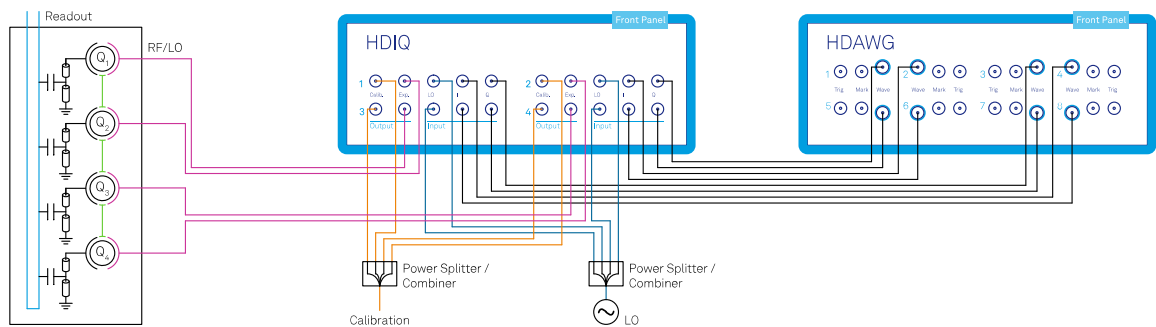 Readout
RF/LO
Q1
Q2
Q3
Q4
Front Panel
HDIQ
1
Calib.
Exp.
LO
I
Q
2
Calib.
Exp.
LO
I
Q
3
Output
Input
4
Output
Input
Front Panel
HDAWG
1
2
3
4
Trig
Mark
Wave
Wave
Mark
Trig
Trig
Mark
Wave
Wave
Mark
Trig
5
6
7
Power Splitter /
Combiner
Power Splitter /
Combiner
Calibration
LO